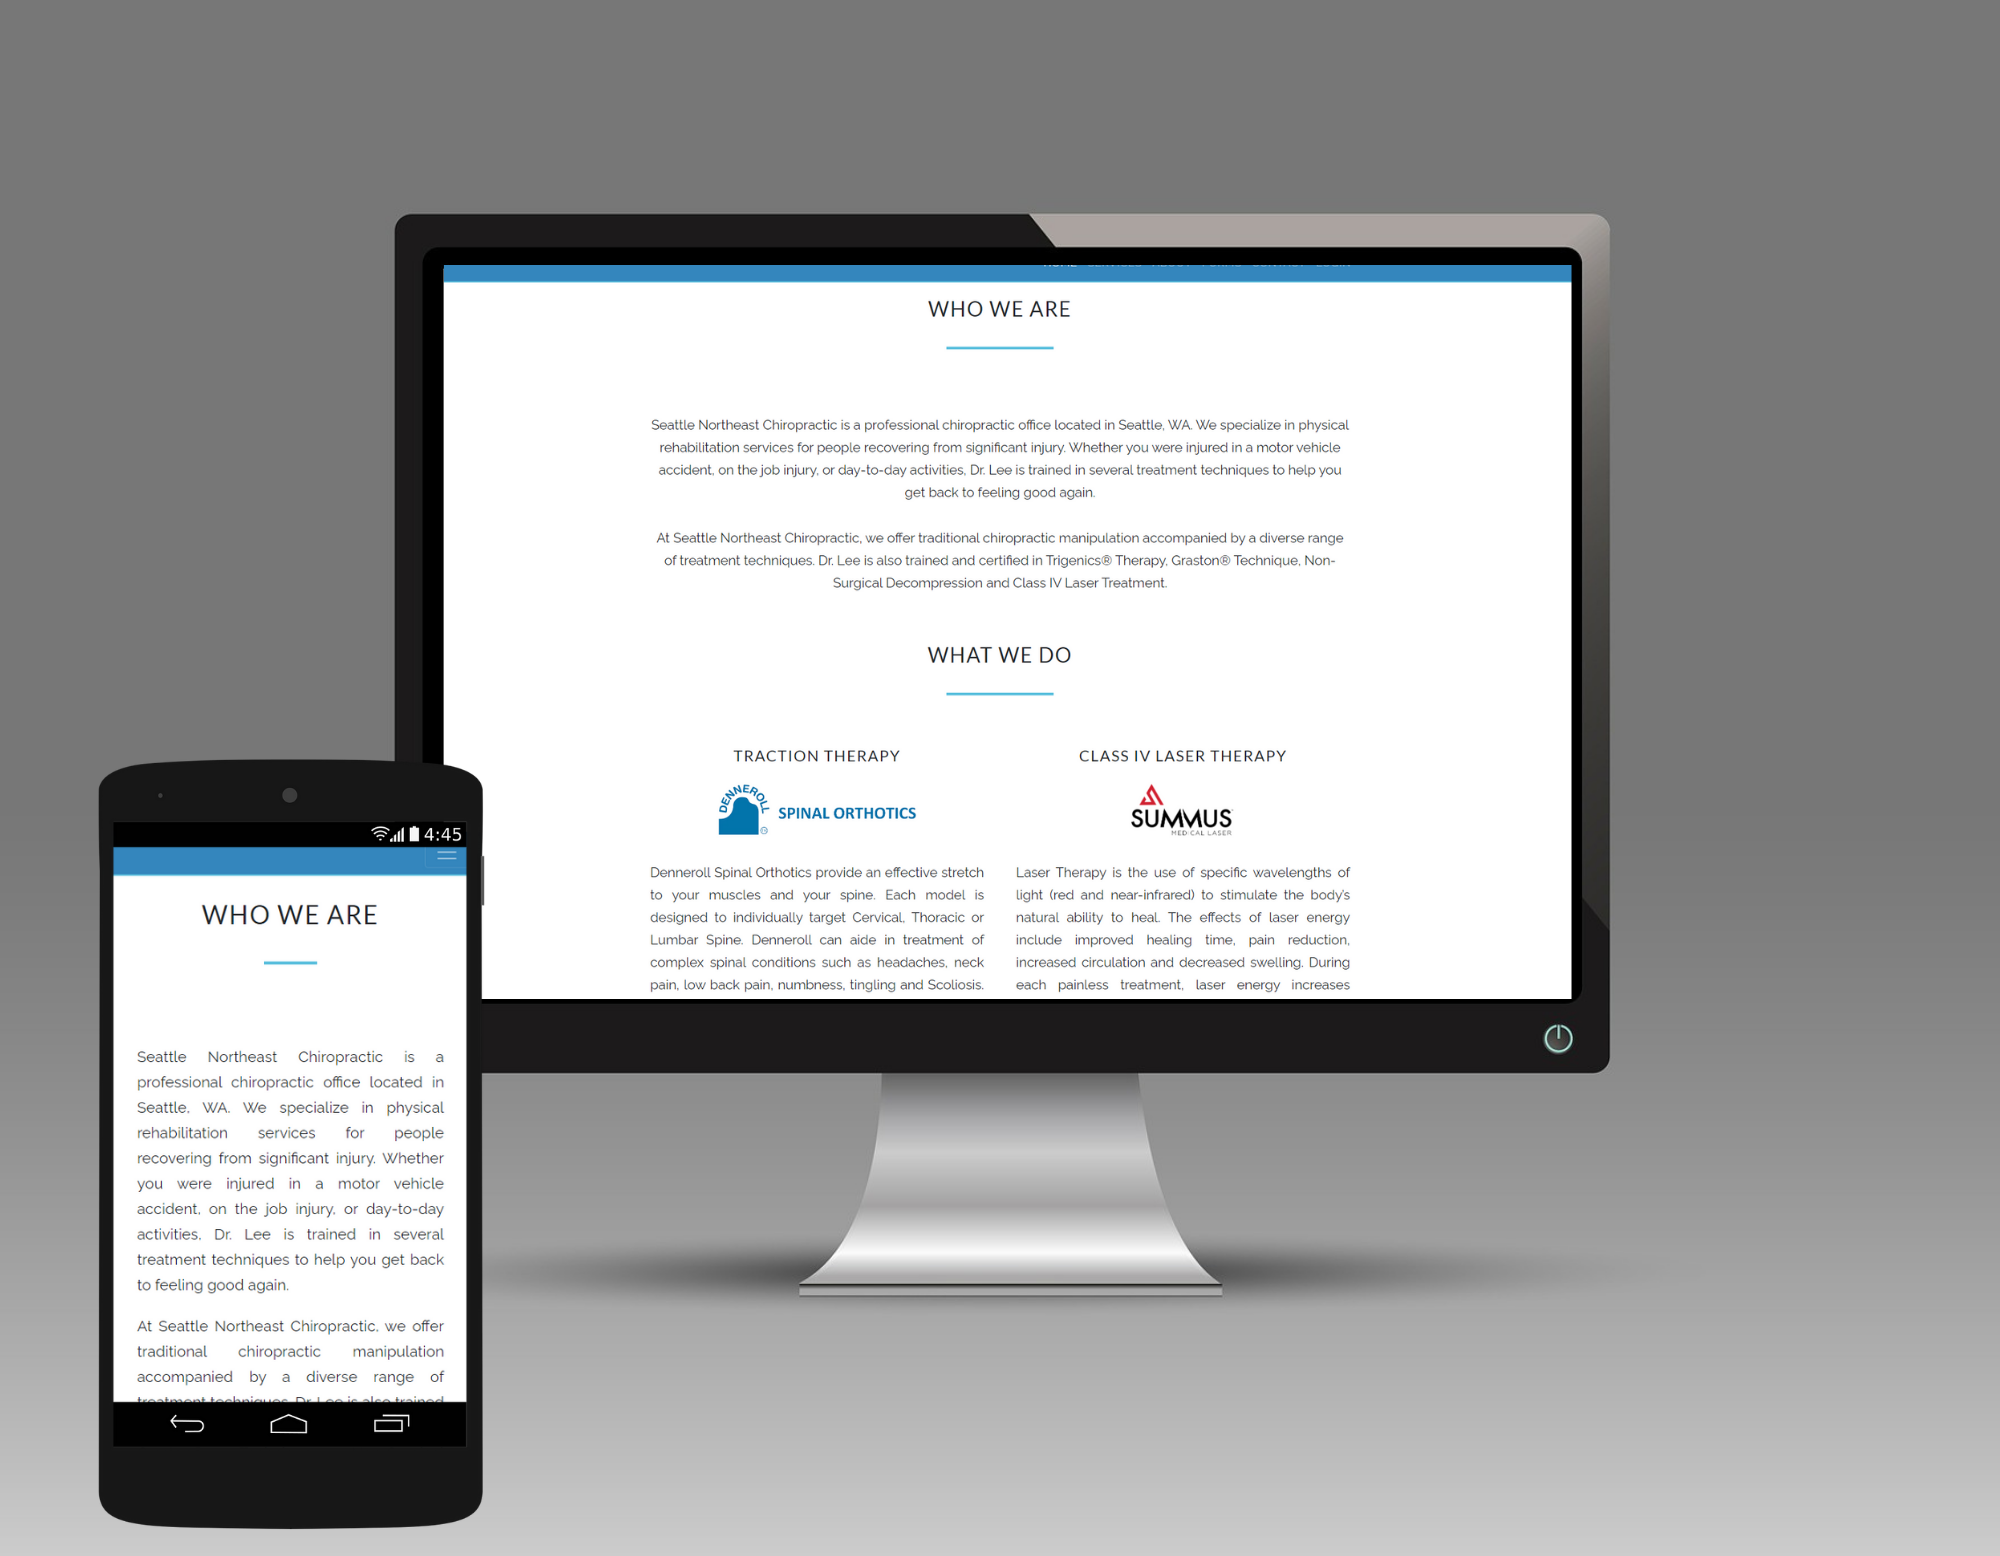 HOME SERVICES ABOUT FORMS CONTACT LOGIN
WHO WE ARE
Seattle Northeast Chiropractic is a professional chiropractic office located in Seattle, WA. We specialize in physical
rehabilitation services for people recovering from significant injury. Whether you were injured in a motor vehicle
accident, on the job injury, or day-to-day activities, Dr. Lee is trained in several treatment techniques to help you
get back to feeling good again.
At Seattle Northeast Chiropractic, we offer traditional chiropractic manipulation accompanied by a diverse range
of treatment techniques. Dr. Lee is also trained and certified in Trigenics® Therapy, Graston® Technique, Non-
Surgical Decompression and Class IV Laser Treatment.
WHAT WE DO
TRACTION THERAPY
DENNEROLL
SPINAL ORTHOTICS
®
Denneroll Spinal Orthotics provide an effective stretch
to your muscles and your spine. Each model is
designed to individually target Cervical, Thoracic or
Lumbar Spine. Denneroll can aide in treatment of
complex spinal conditions such as headaches, neck
pain, low back pain, numbness, tingling and Scoliosis.
CLASS IV LASER THERAPY
SUMMUS
MEDICAL LASER
Laser Therapy is the use of specific wavelengths of
light (red and near-infrared) to stimulate the body's
natural ability to heal. The effects of laser energy
include improved healing time, pain reduction,
increased circulation and decreased swelling. During
each painless treatment, laser energy increases
4:45
WHO WE ARE
Seattle Northeast Chiropractic is a
professional chiropractic office located in
Seattle, WA. We specialize in physical
rehabilitation services for people
recovering from significant injury. Whether
you were injured in a motor vehicle
accident, on the job injury, or day-to-day
activities, Dr. Lee is trained in several
treatment techniques to help you get back
to feeling good again.
At Seattle Northeast Chiropractic, we offer
traditional chiropractic manipulation
accompanied by a diverse range of
treatment techniques. Dr. Lee is also trained